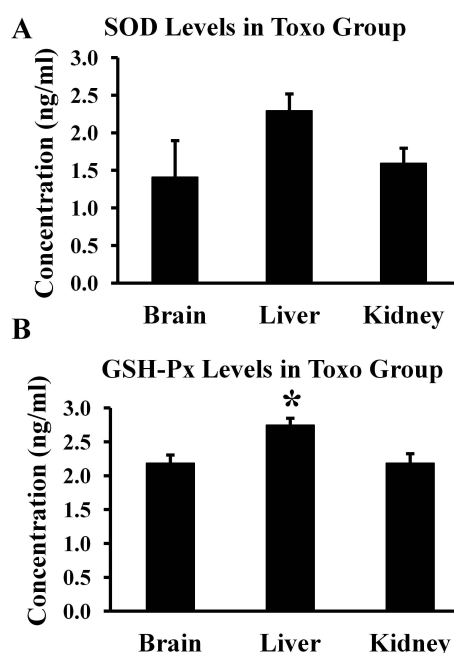 A
SOD Levels in Toxo Group
Concentration (ng/ml)
3.0
2.5
2.0
1.5
1.0
0.5
0.0
Brain Liver Kidney
B
GSH-Px Levels in Toxo Group
Concentration (ng/ml)
3.0
2.5
2.0
1.5
1.0
0.5
0.0
*
Brain Liver Kidney